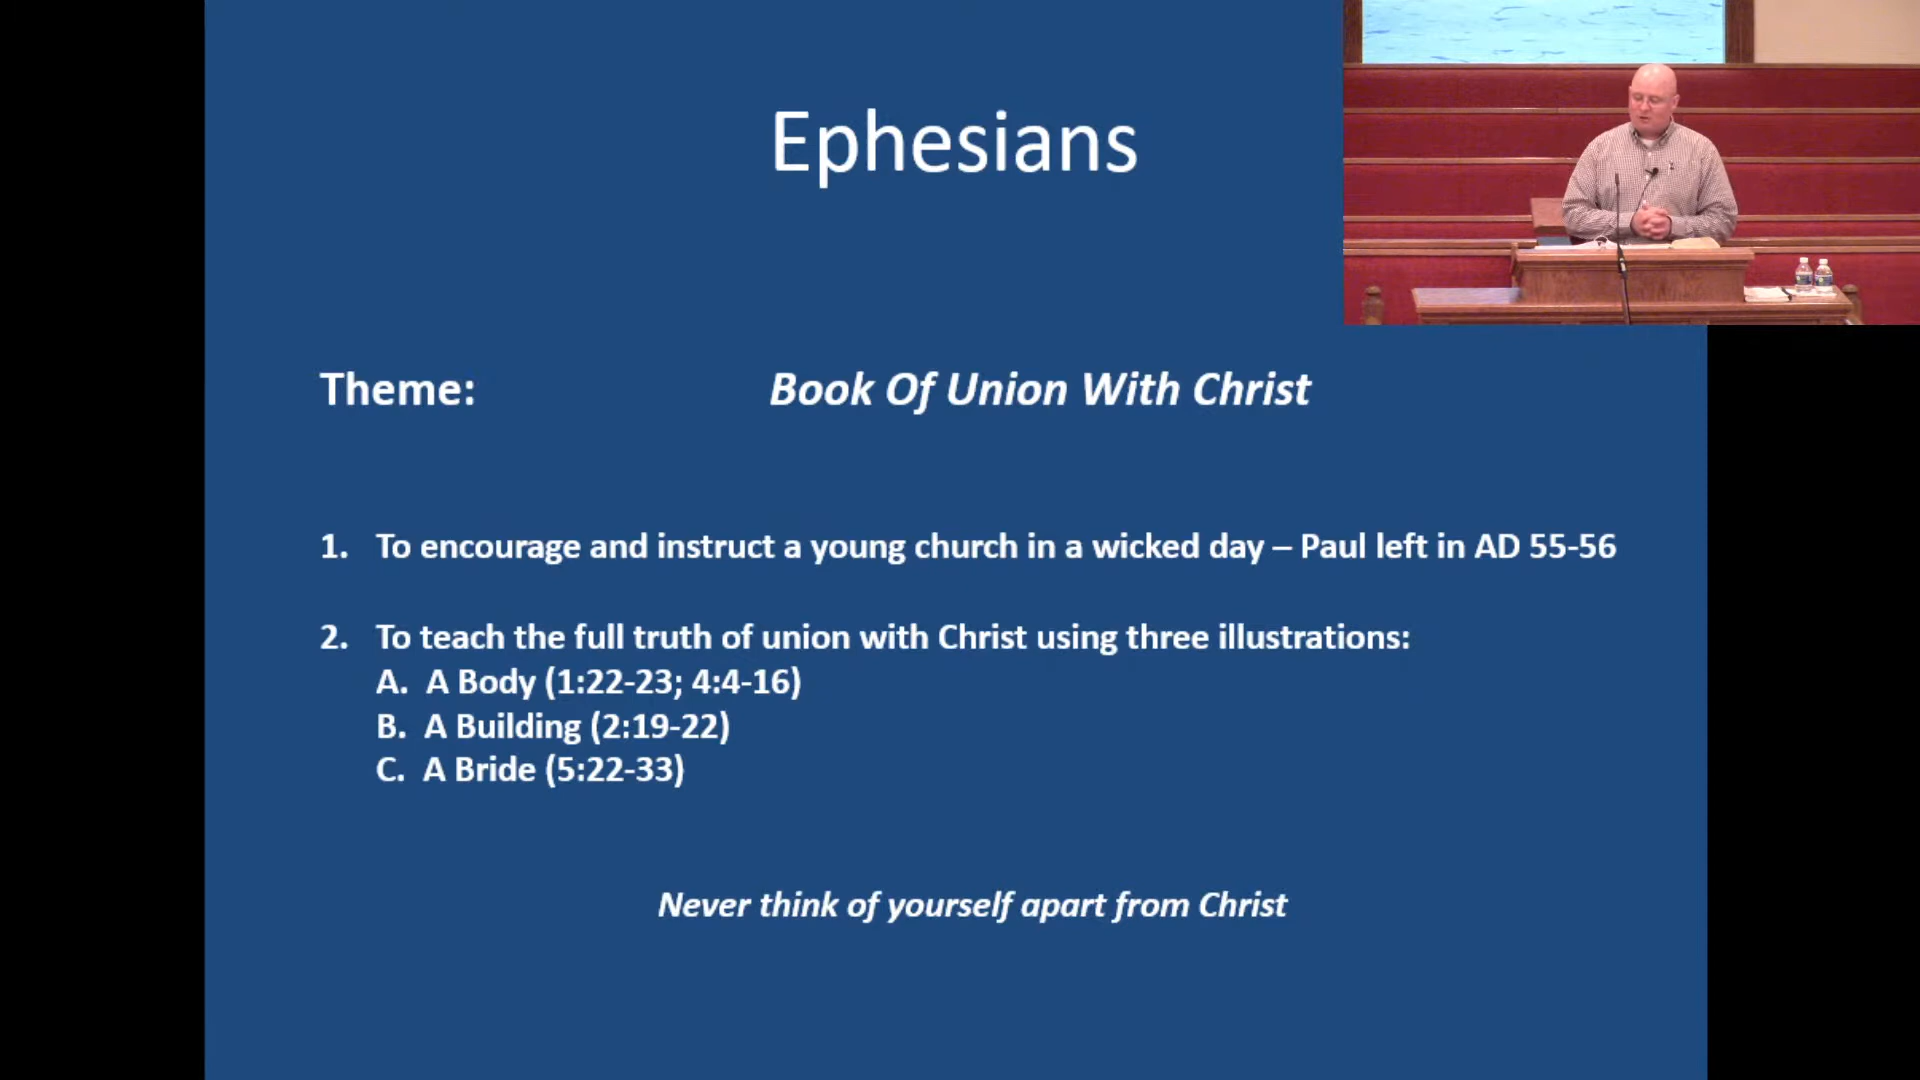 Ephesians
Theme: Book Of Union With Christ
1. To encourage and instruct a young church in a wicked day – Paul left in AD 55-56
2. To teach the full truth of union with Christ using three illustrations:
A. A Body (1:22-23; 4:4-16)
B. A Building (2:19-22)
C. A Bride (5:22-33)
Never think of yourself apart from Christ